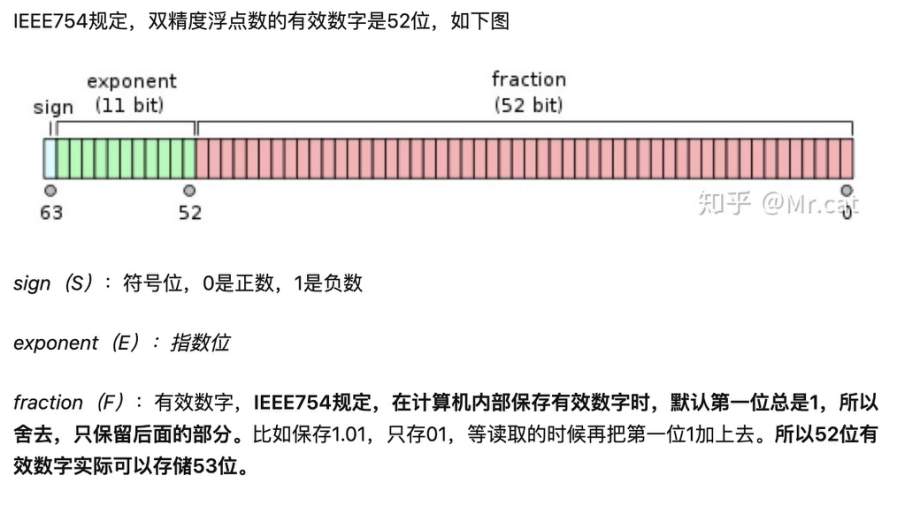 IEEE754规定，双精度浮点数的有效数字是52位，如下图
exponent
fraction
sign
(11 bit)
(52 bit)
63
52
0
知乎 @Mr.cat
sign（S）：符号位，0是正数，1是负数
exponent（E）：指数位
fraction（F）：有效数字，IEEE754规定，在计算机内部保存有效数字时，默认第一位总是1，所以
舍去，只保留后面的部分。比如保存1.01，只存01，等读取的时候再把第一位1加上去。所以52位有
效数字实际可以存储53位。